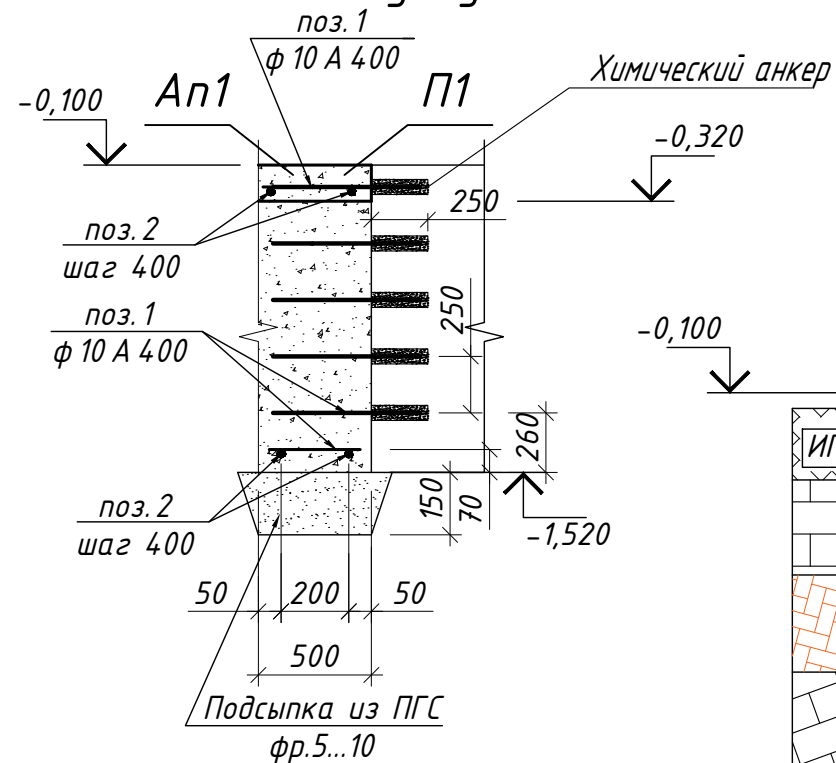 поз.1
ф 10 А 400
Химический анкер
-0,100
Ап1
П1
-0,320
250
поз.2
шаг 400
поз.1
ф 10 А 400
250
-0,100
260
поз.2
шаг 400
150
70
-1,520
50
200
50
500
Подсыпка из ПГС
фр.5...10